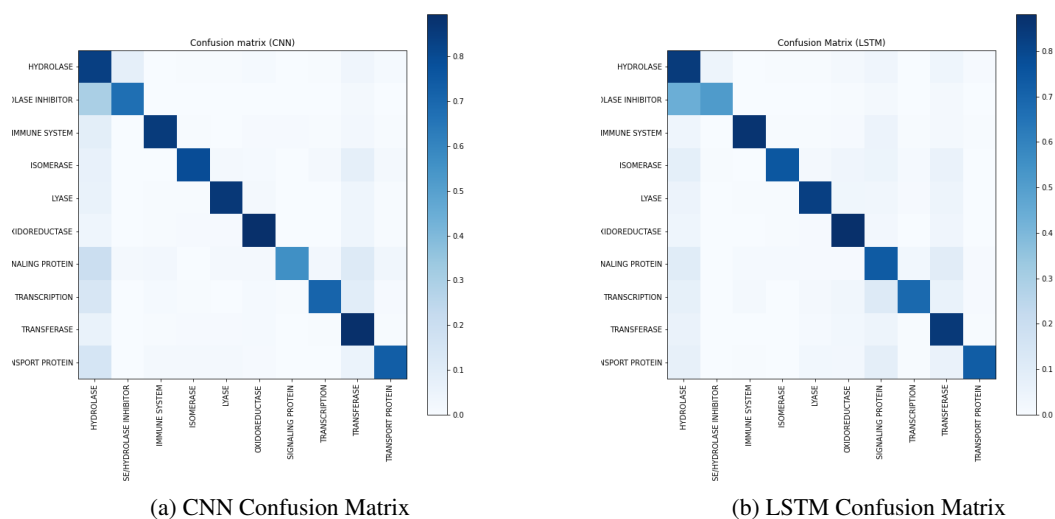 Confusion matrix (CNN)
HYDROLASE
OLASE INHIBITOR
IMMUNE SYSTEM
ISOMERASE
LYASE
XIDOREDUCTASE
NALING PROTEIN
TRANSCRIPTION
TRANSFERASE
NSPORT PROTEIN
HYDROLASE
SE/HYDROLASE INHIBITOR
IMMUNE SYSTEM
ISOMERASE
LYASE
OXIDOREDUCTASE
SIGNALING PROTEIN
TRANSCRIPTION
TRANSFERASE
TRANSPORT PROTEIN
0.8
0.7
0.6
0.5
0.4
0.3
0.2
0.1
0.0
(a) CNN Confusion Matrix
Confusion Matrix (LSTM)
HYDROLASE
OLASE INHIBITOR
IMMUNE SYSTEM
ISOMERASE
LYASE
XIDOREDUCTASE
NALING PROTEIN
TRANSCRIPTION
TRANSFERASE
NSPORT PROTEIN
HYDROLASE
SE/HYDROLASE INHIBITOR
IMMUNE SYSTEM
ISOMERASE
LYASE
OXIDOREDUCTASE
SIGNALING PROTEIN
TRANSCRIPTION
TRANSFERASE
TRANSPORT PROTEIN
0.8
0.7
0.6
0.5
0.4
0.3
0.2
0.1
0.0
(b) LSTM Confusion Matrix